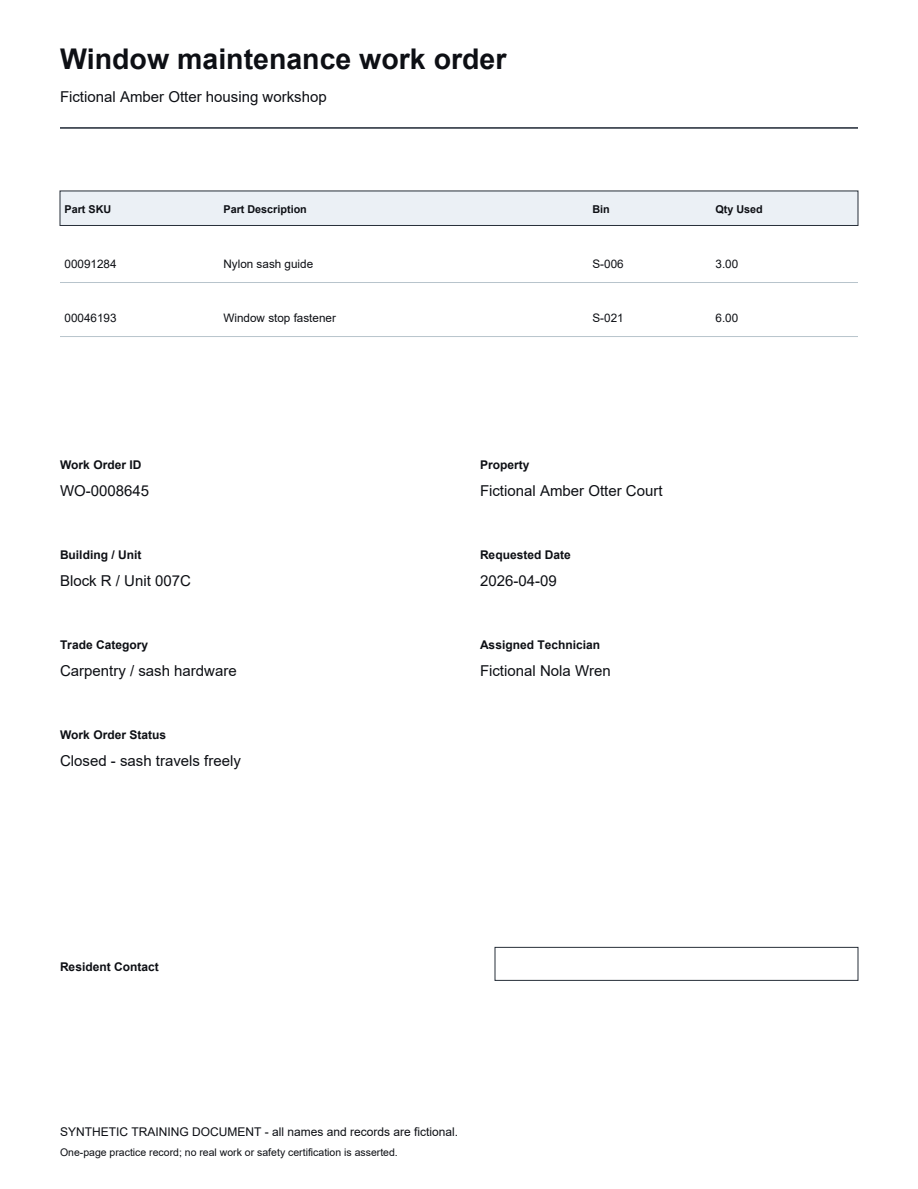 Window maintenance work order
Fictional Amber Otter housing workshop
Part SKU Part Description Bin Qty Used
00091284 Nylon sash guide S-006 3.00
00046193 Window stop fastener S-021 6.00
Work Order ID Property
WO-0008645 Fictional Amber Otter Court
Building / Unit Requested Date
Block R / Unit 007C 2026-04-09
Trade Category Assigned Technician
Carpentry / sash hardware Fictional Nola Wren
Work Order Status
Closed - sash travels freely
Resident Contact
SYNTHETIC TRAINING DOCUMENT - all names and records are fictional.
One-page practice record; no real work or safety certification is asserted.